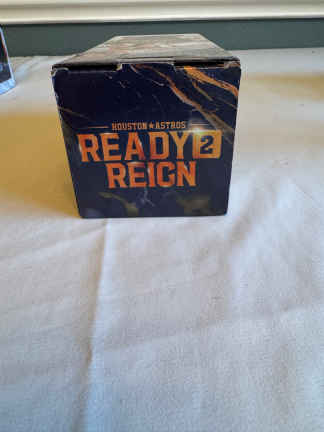 HOUSTON ★ ASTROS
READY 2
REIGN